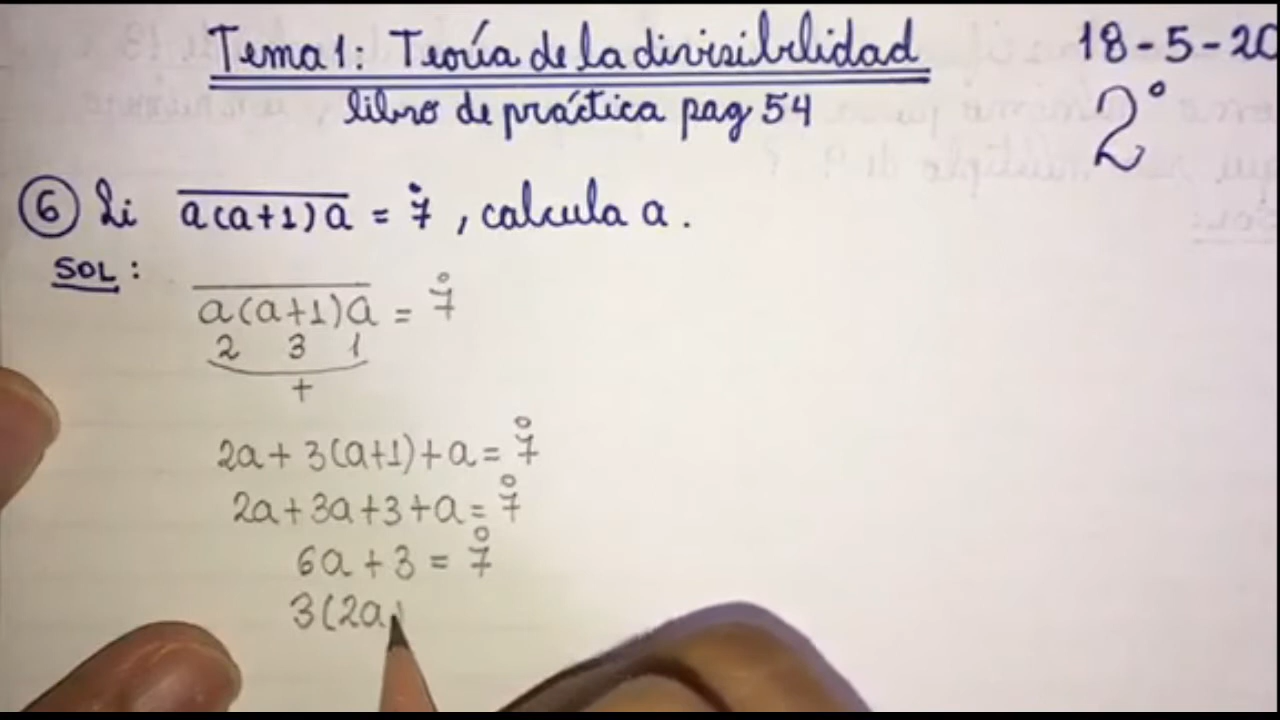 Tema 1: Teoría de la divisibilidad
18-5-20
libro de práctica pag 54
2°
6 Si a(a+1)a = 7̇, calcula a.
SOL:
a(a+1)a = 7̊
2 3 1
+
2a+3(a+1)+a=7̊
2a+3a+3+a=7̊
6a+3=7̊
3(2a